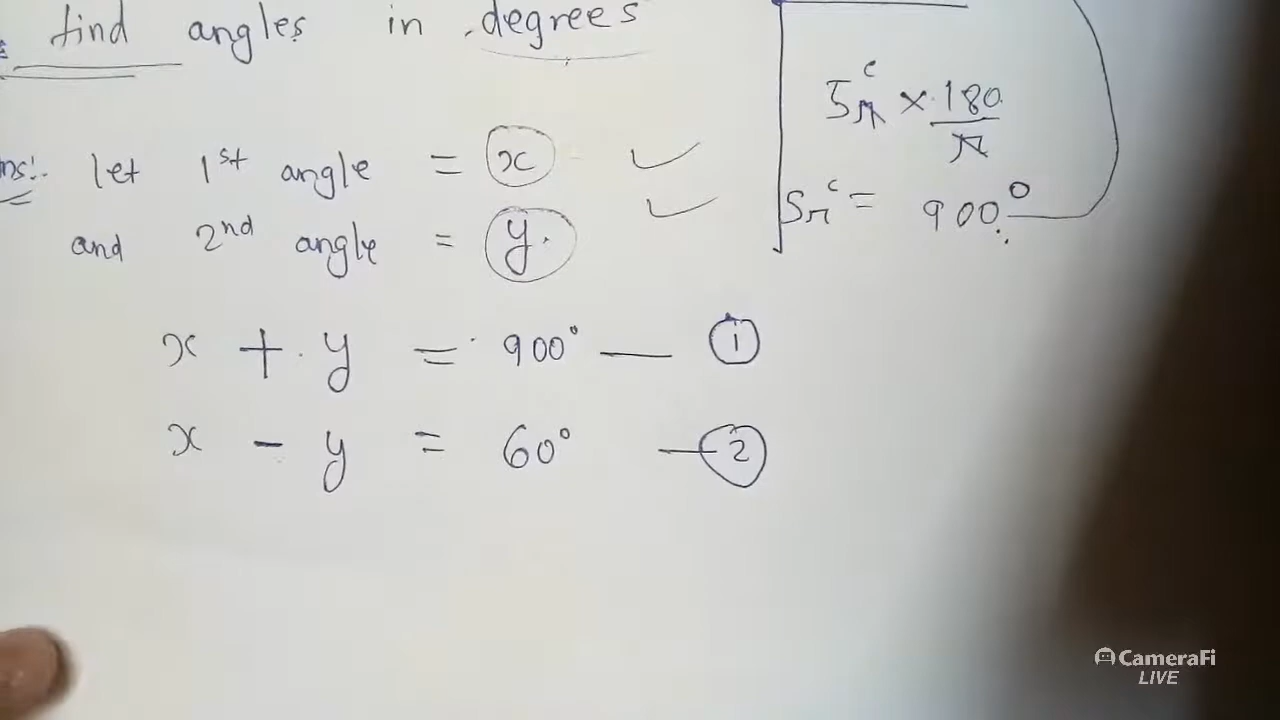 find angles in degrees
let 1st angle = x
and 2nd angle = y.
x + y = 900° — ①
x - y = 60° — ②
5π^c × 180/π
5π^c = 900°
CameraFi
LIVE